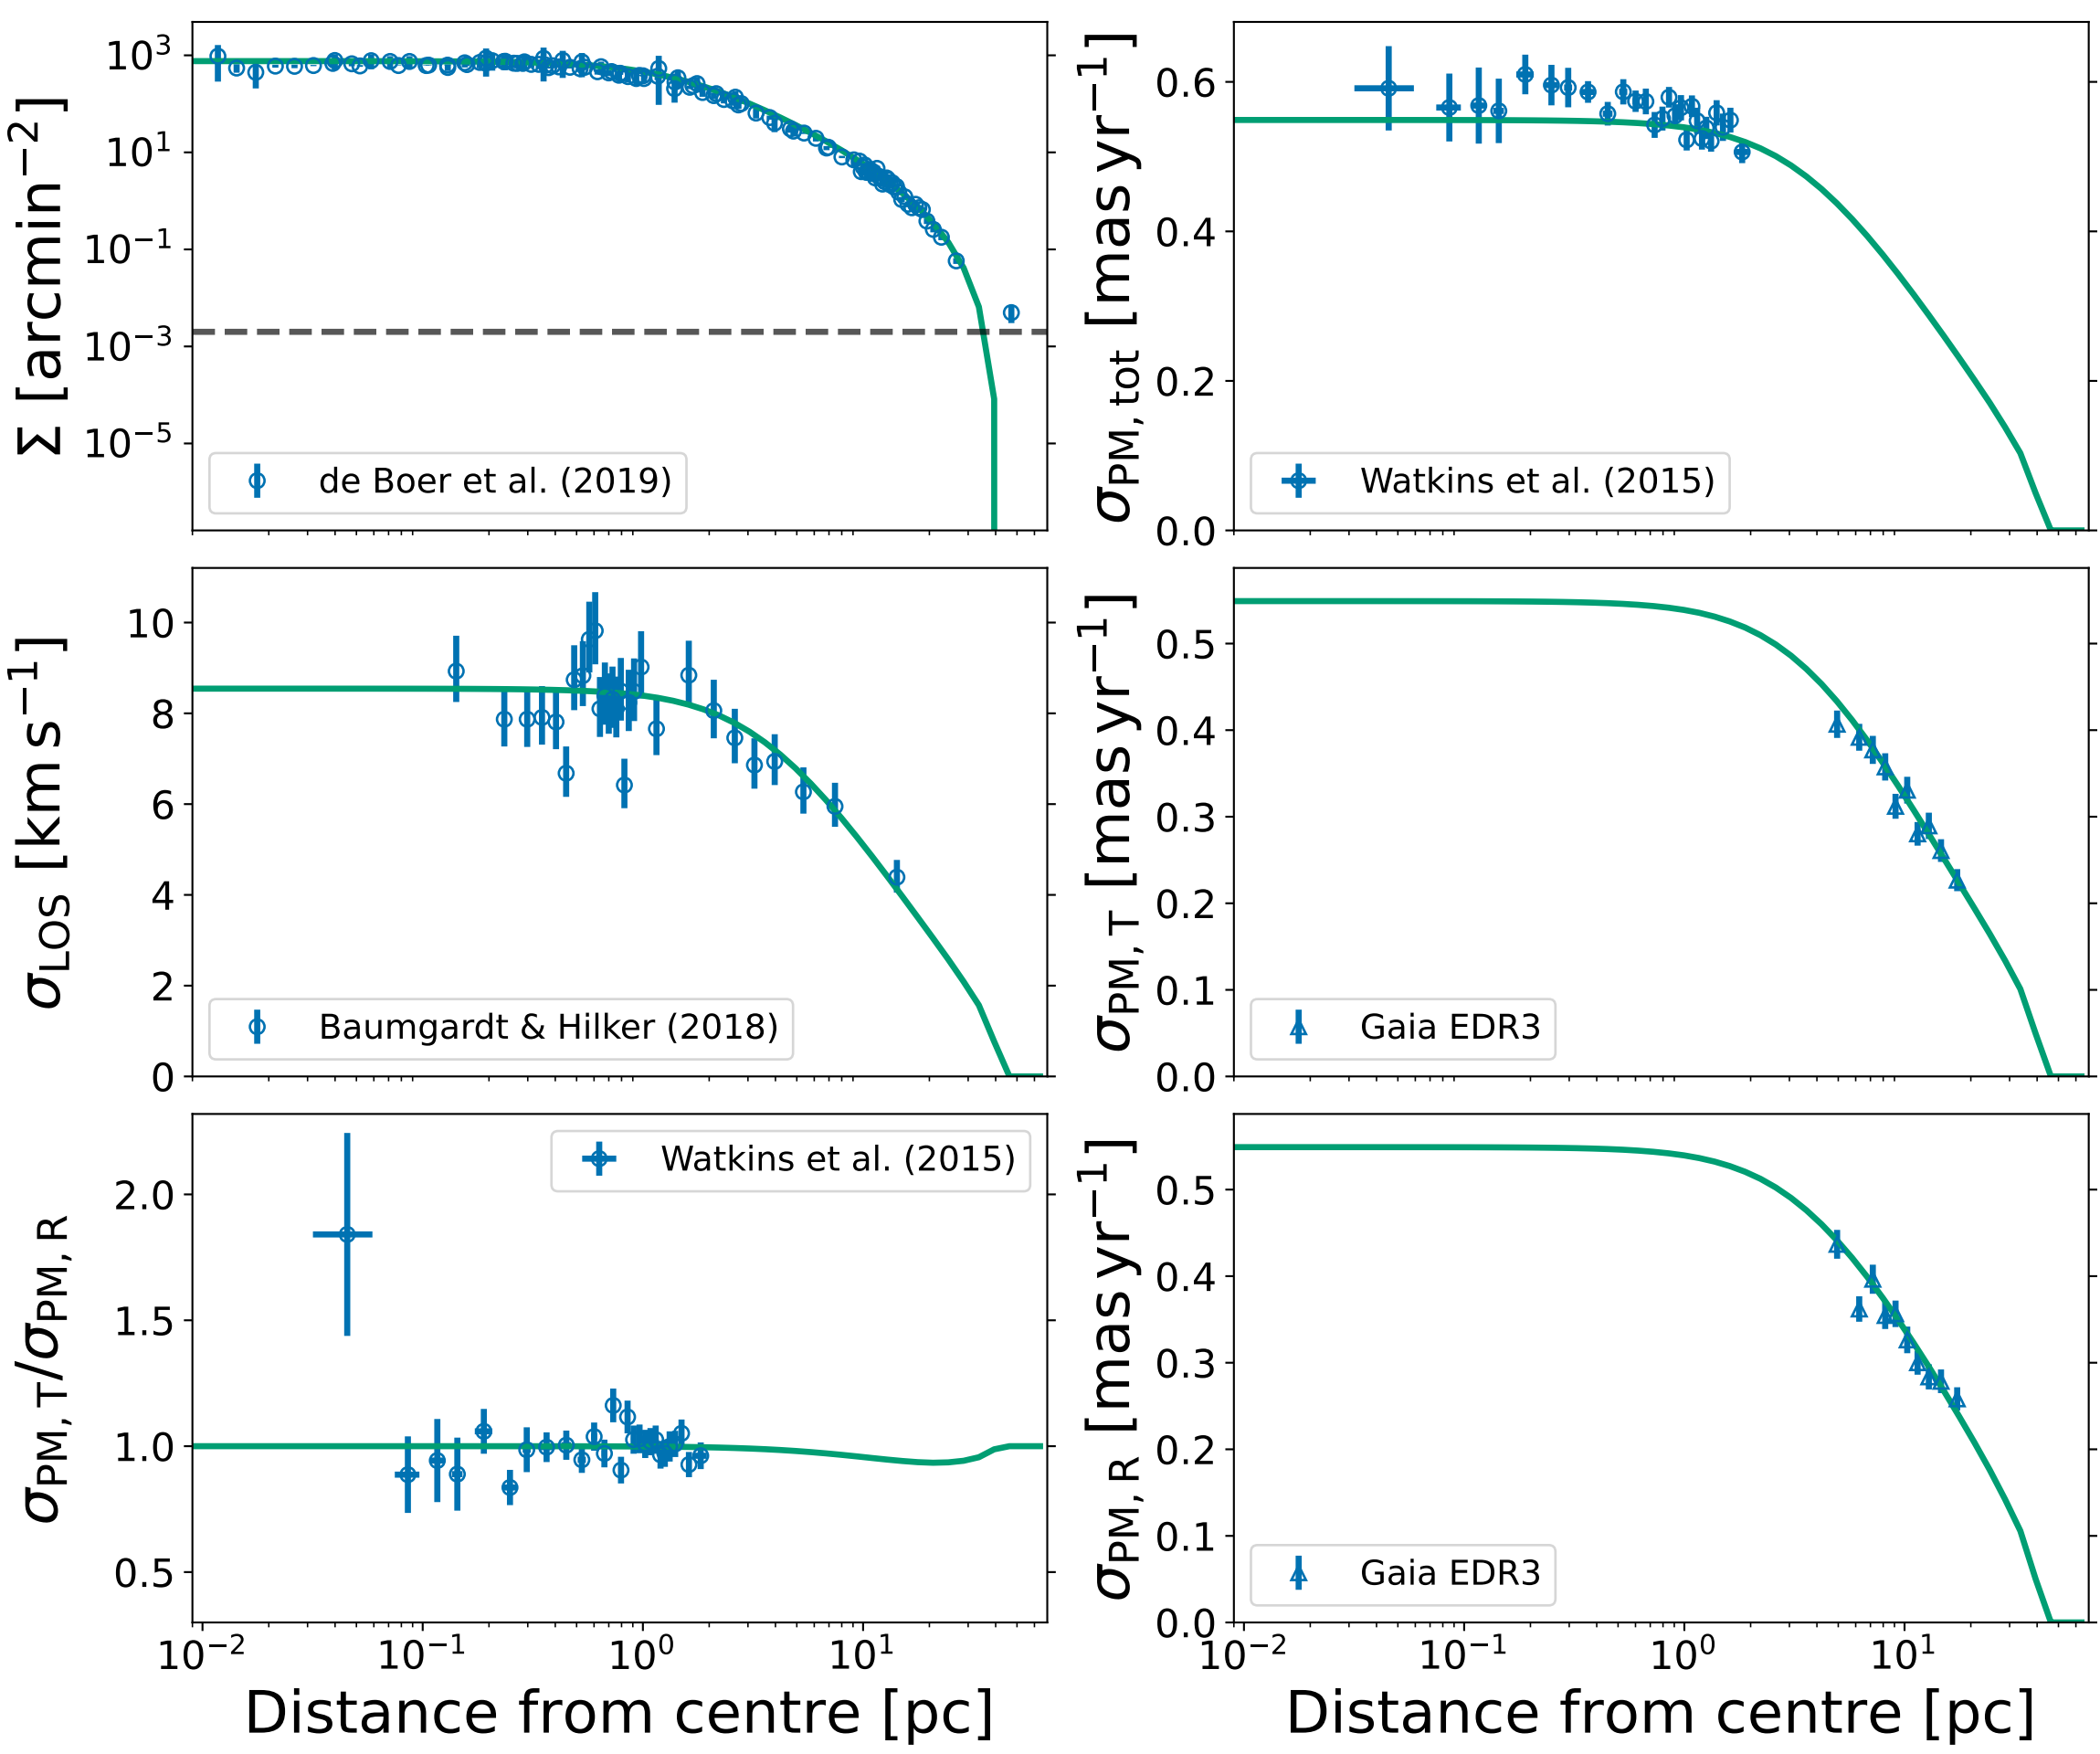 Σ [arcmin⁻²]
10³
10¹
10⁻¹
10⁻³
10⁻⁵
de Boer et al. (2019)
σPM, tot [mas yr⁻¹]
0.6
0.4
0.2
0.0
Watkins et al. (2015)
σLOS [km s⁻¹]
10
8
6
4
2
0
Baumgardt & Hilker (2018)
σPM, T [mas yr⁻¹]
0.5
0.4
0.3
0.2
0.1
0.0
Gaia EDR3
σPM, T/σPM, R
2.0
1.5
1.0
0.5
Watkins et al. (2015)
10⁻² 10⁻¹ 10⁰ 10¹
Distance from centre [pc]
σPM, R [mas yr⁻¹]
0.5
0.4
0.3
0.2
0.1
0.0
Gaia EDR3
10⁻² 10⁻¹ 10⁰ 10¹
Distance from centre [pc]